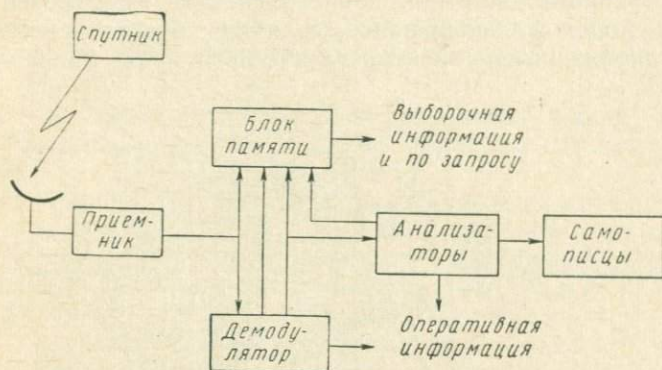 Спутник
Блок
памяти
Выборочная
информация
и по запросу
Прием-
ник
Анализа-
торы
Само-
писцы
Демоду-
лятор
Оперативная
информация